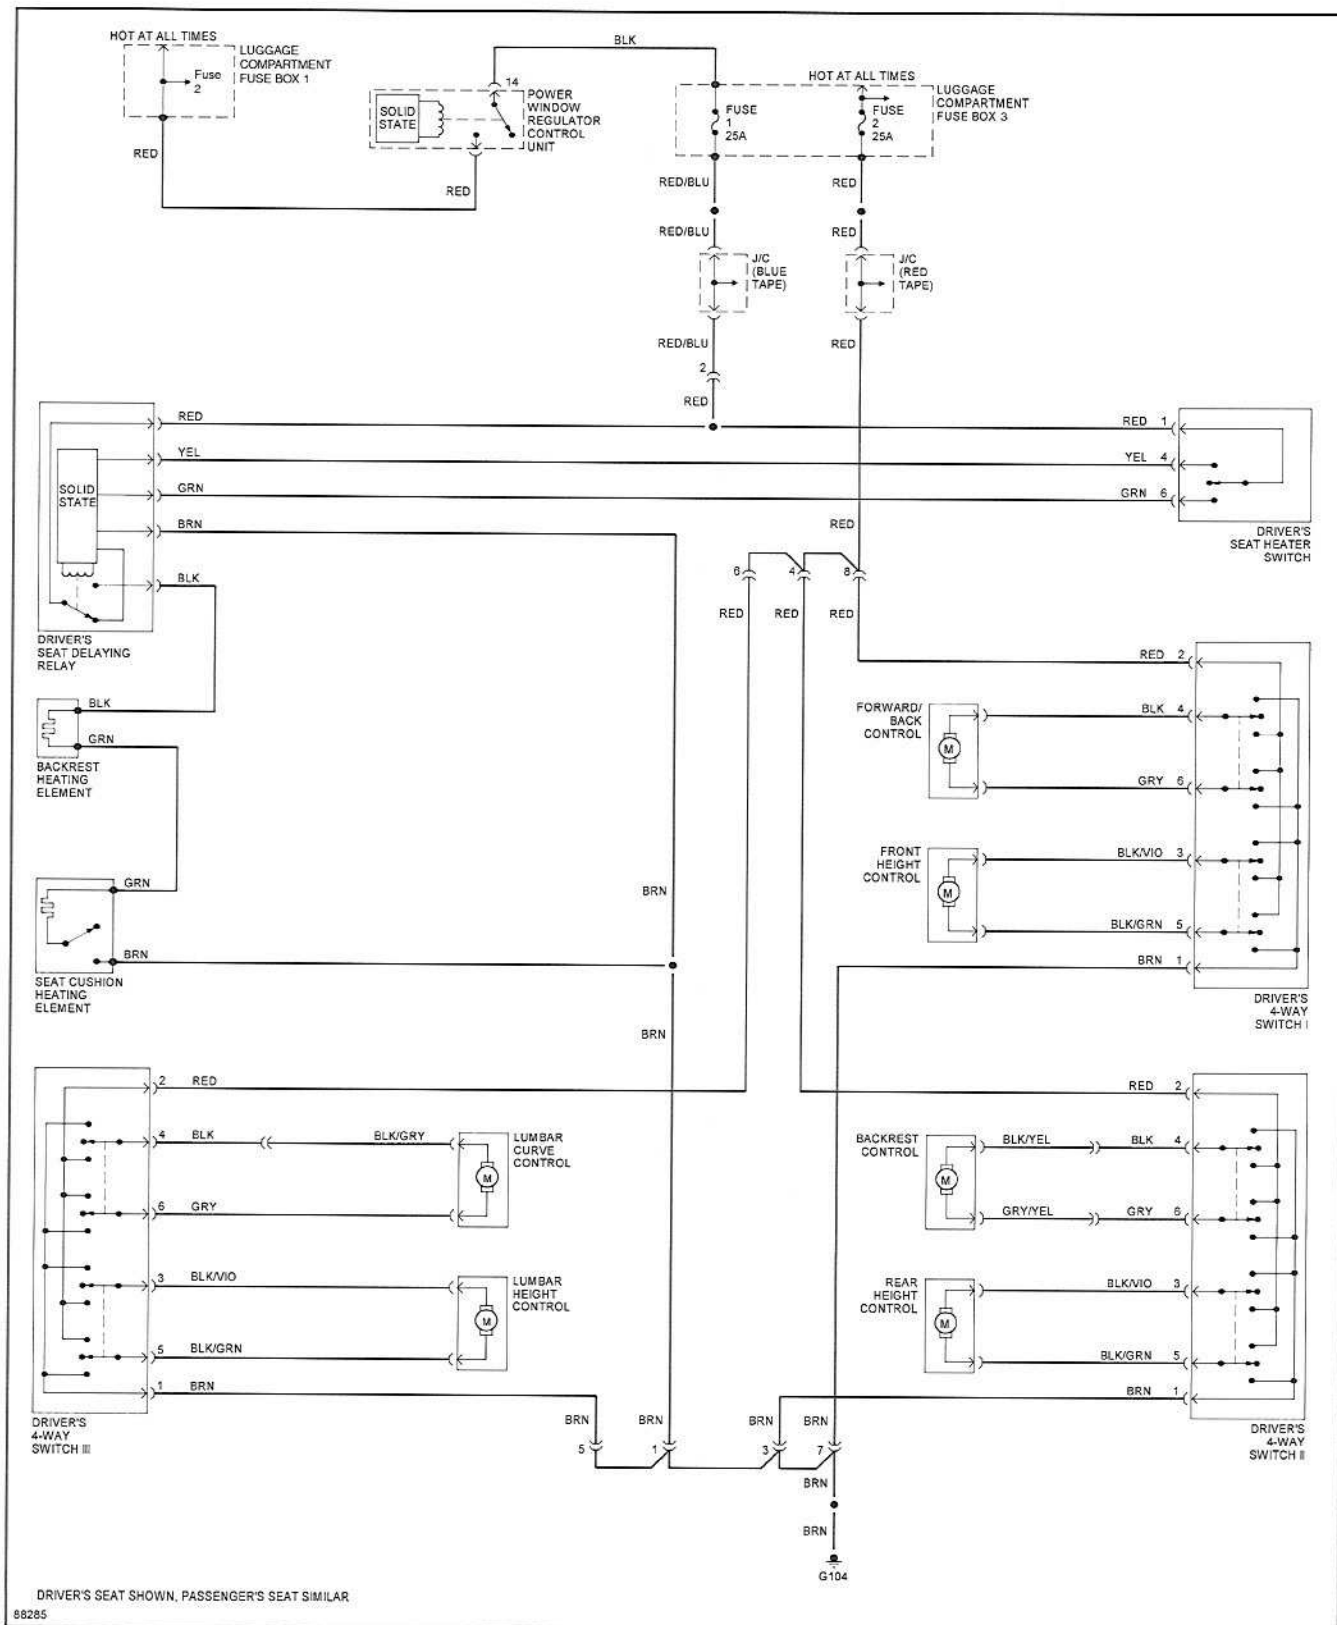 HOT AT ALL TIMES
LUGGAGE
COMPARTMENT
FUSE BOX 1
Fuse
2
RED
RED
BLK
14
SOLID
STATE
POWER
WINDOW
REGULATOR
CONTROL
UNIT
HOT AT ALL TIMES
LUGGAGE
COMPARTMENT
FUSE BOX 3
FUSE
1
25A
FUSE
2
25A
RED/BLU
RED
RED/BLU
RED
J/C
(BLUE
TAPE)
J/C
(RED
TAPE)
RED/BLU
RED
2
RED
RED
YEL
GRN
BRN
BLK
SOLID
STATE
DRIVER'S
SEAT DELAYING
RELAY
RED 1
YEL 4
GRN 6
DRIVER'S
SEAT HEATER
SWITCH
RED
6
4
8
RED
RED
RED
BLK
GRN
BACKREST
HEATING
ELEMENT
GRN
BRN
SEAT CUSHION
HEATING
ELEMENT
BRN
BRN
FORWARD/
BACK
CONTROL
M
FRONT
HEIGHT
CONTROL
M
RED 2
BLK 4
GRY 6
BLK/VIO 3
BLK/GRN 5
BRN 1
DRIVER'S
4-WAY
SWITCH I
2 RED
4 BLK
BLK/GRY
6 GRY
3 BLK/VIO
5 BLK/GRN
1 BRN
LUMBAR
CURVE
CONTROL
M
LUMBAR
HEIGHT
CONTROL
M
DRIVER'S
4-WAY
SWITCH III
BACKREST
CONTROL
M
REAR
HEIGHT
CONTROL
M
RED 2
BLK/YEL
BLK 4
GRY/YEL
GRY 6
BLK/VIO 3
BLK/GRN 5
BRN 1
DRIVER'S
4-WAY
SWITCH II
BRN
BRN
BRN
BRN
5
1
3
7
BRN
BRN
G104
DRIVER'S SEAT SHOWN, PASSENGER'S SEAT SIMILAR
88285